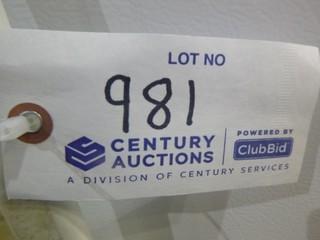 LOT NO
981
CENTURY AUCTIONS
POWERED BY
ClubBid
A DIVISION OF CENTURY SERVICES